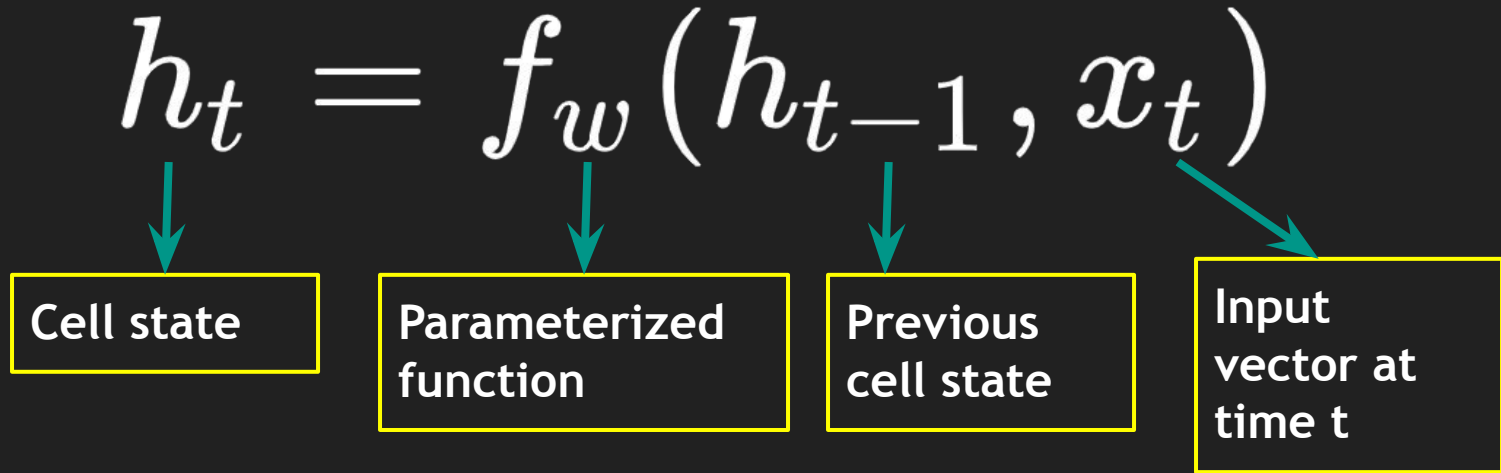 h_t = f_w(h_{t-1}, x_t)
Cell state
Parameterized
function
Previous
cell state
Input
vector at
time t